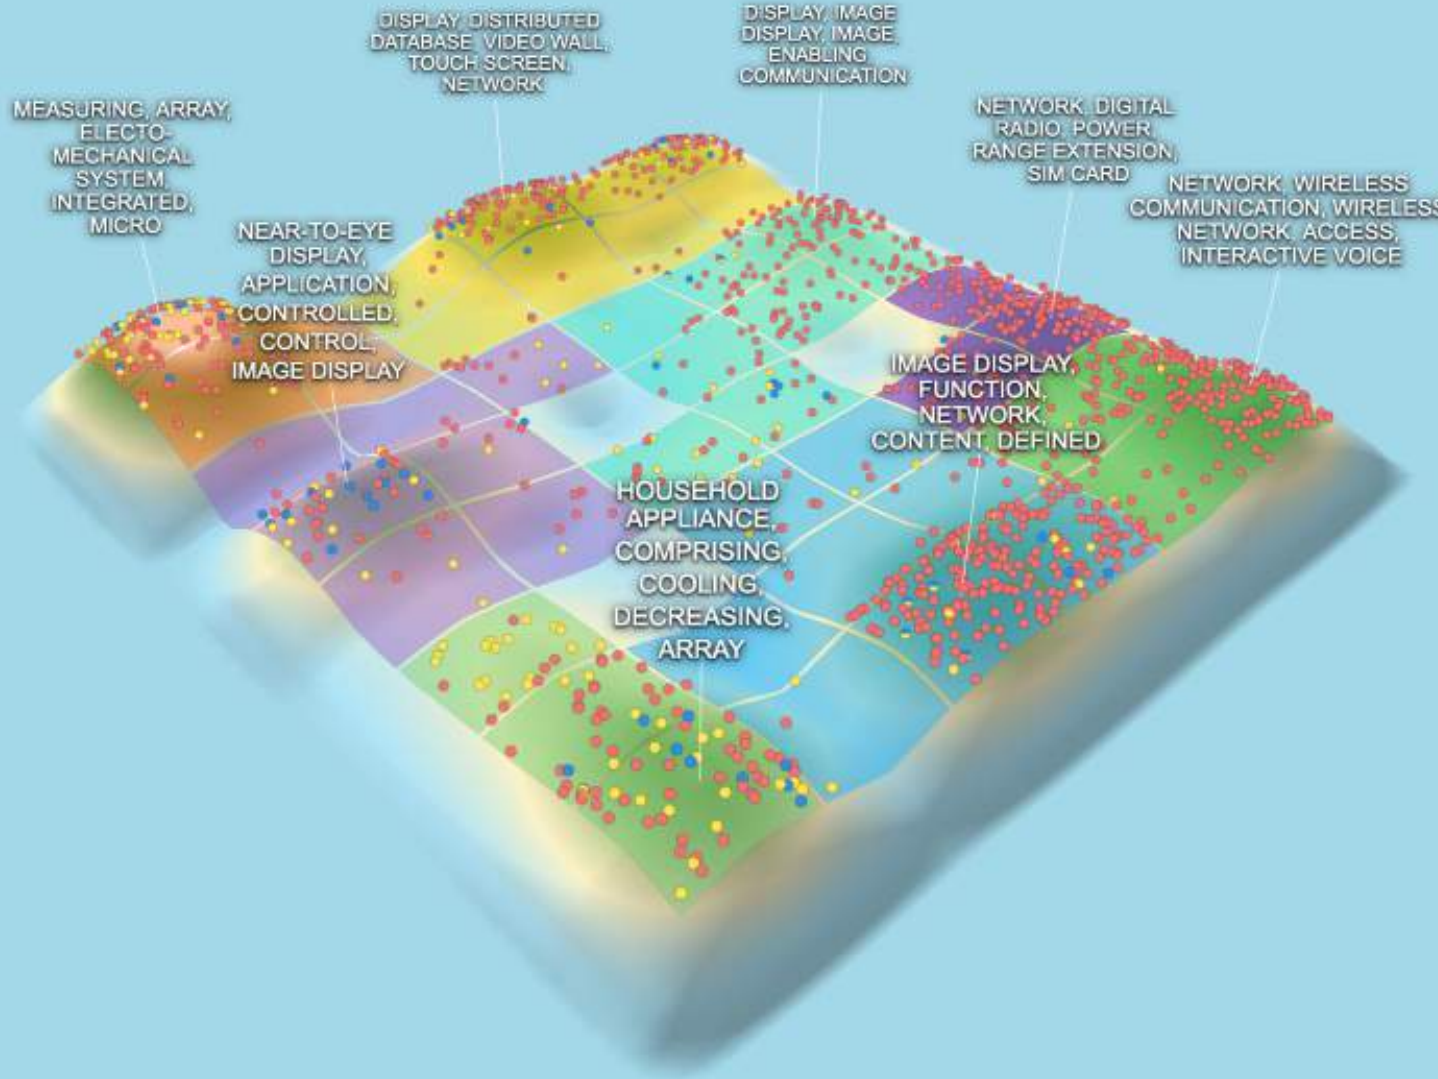 DISPLAY, DISTRIBUTED
DATABASE, VIDEO WALL,
TOUCH SCREEN,
NETWORK
DISPLAY, IMAGE
DISPLAY, IMAGE,
ENABLING
COMMUNICATION
MEASURING, ARRAY,
ELECTO-
MECHANICAL
SYSTEM,
INTEGRATED,
MICRO
NETWORK, DIGITAL
RADIO, POWER,
RANGE EXTENSION,
SIM CARD
NETWORK, WIRELESS
COMMUNICATION, WIRELESS
NETWORK, ACCESS,
INTERACTIVE VOICE
NEAR-TO-EYE
DISPLAY,
APPLICATION,
CONTROLLED,
CONTROL,
IMAGE DISPLAY
IMAGE DISPLAY,
FUNCTION,
NETWORK,
CONTENT, DEFINED
HOUSEHOLD
APPLIANCE,
COMPRISING,
COOLING,
DECREASING,
ARRAY